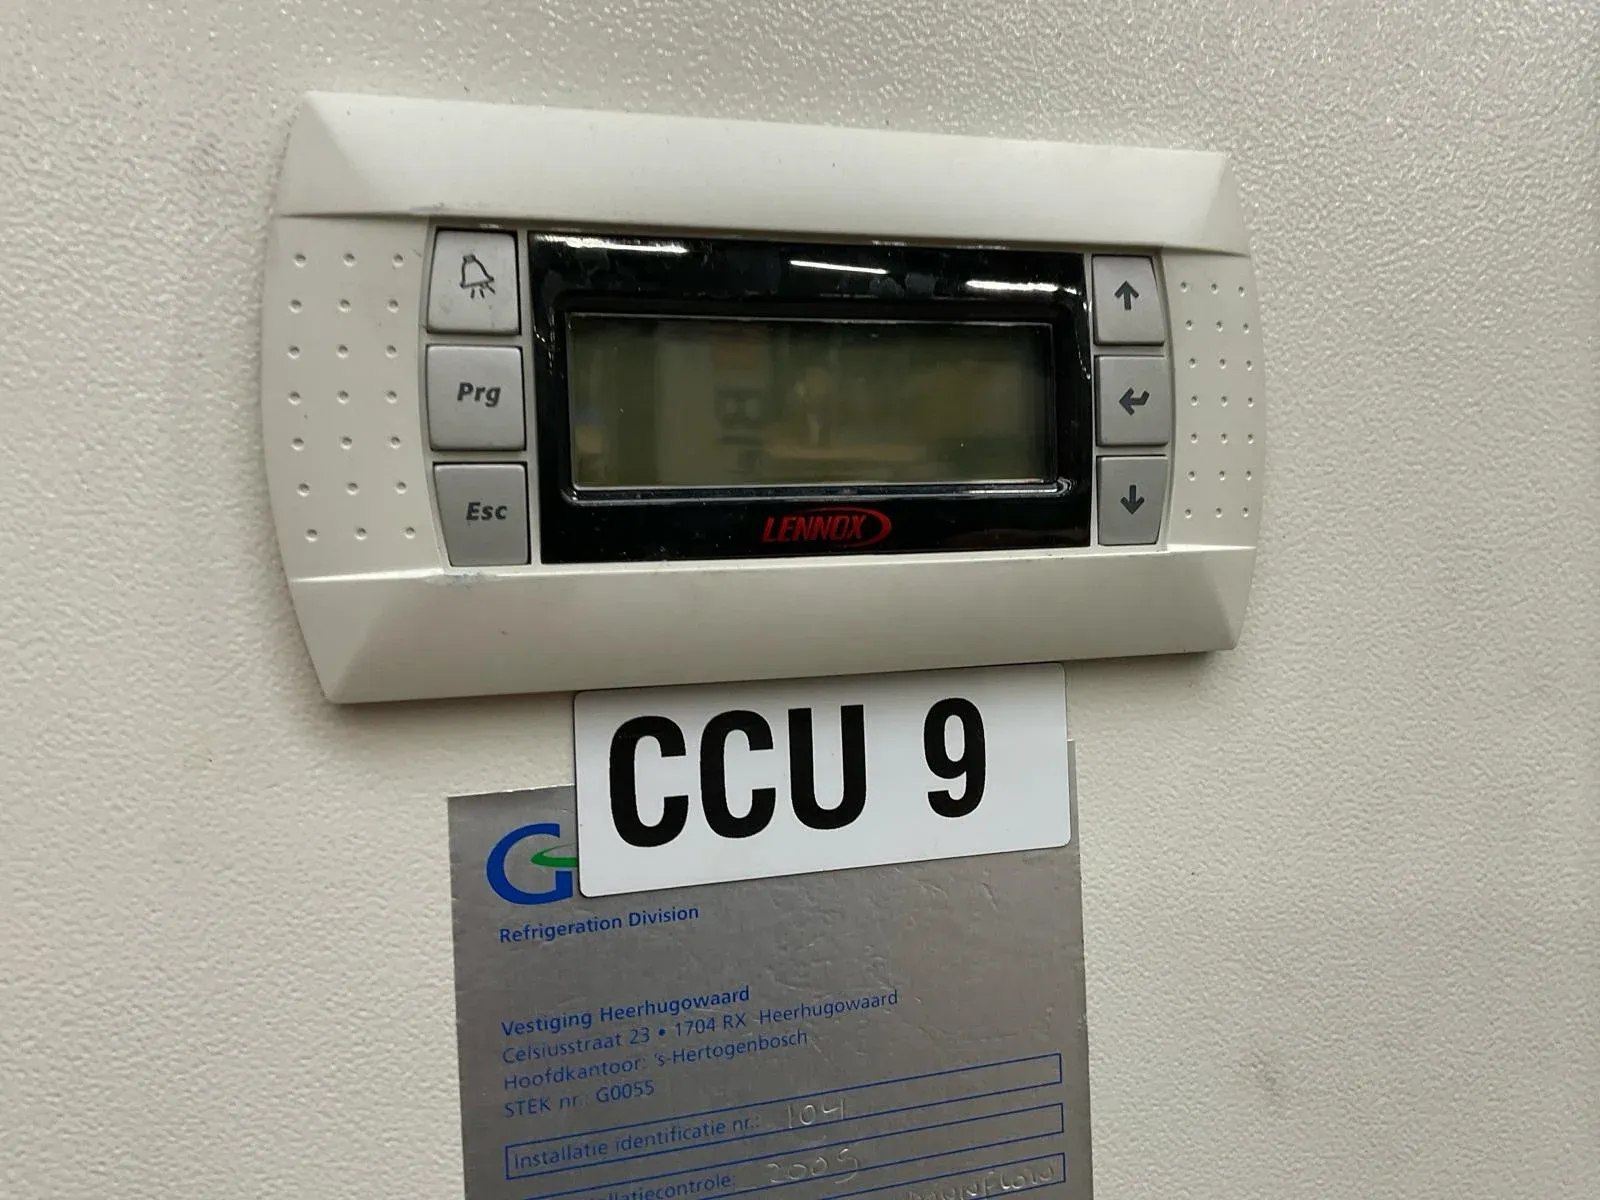 Prg
Esc
LENNOX
CCU 9
G
Refrigeration Division
Vestiging Heerhugowaard
Celsiusstraat 23 • 1704 RX Heerhugowaard
Hoofdkantoor: 's-Hertogenbosch
STEK nr.: G0055
Installatie identificatie nr.: 104
latiecontrole: 2005